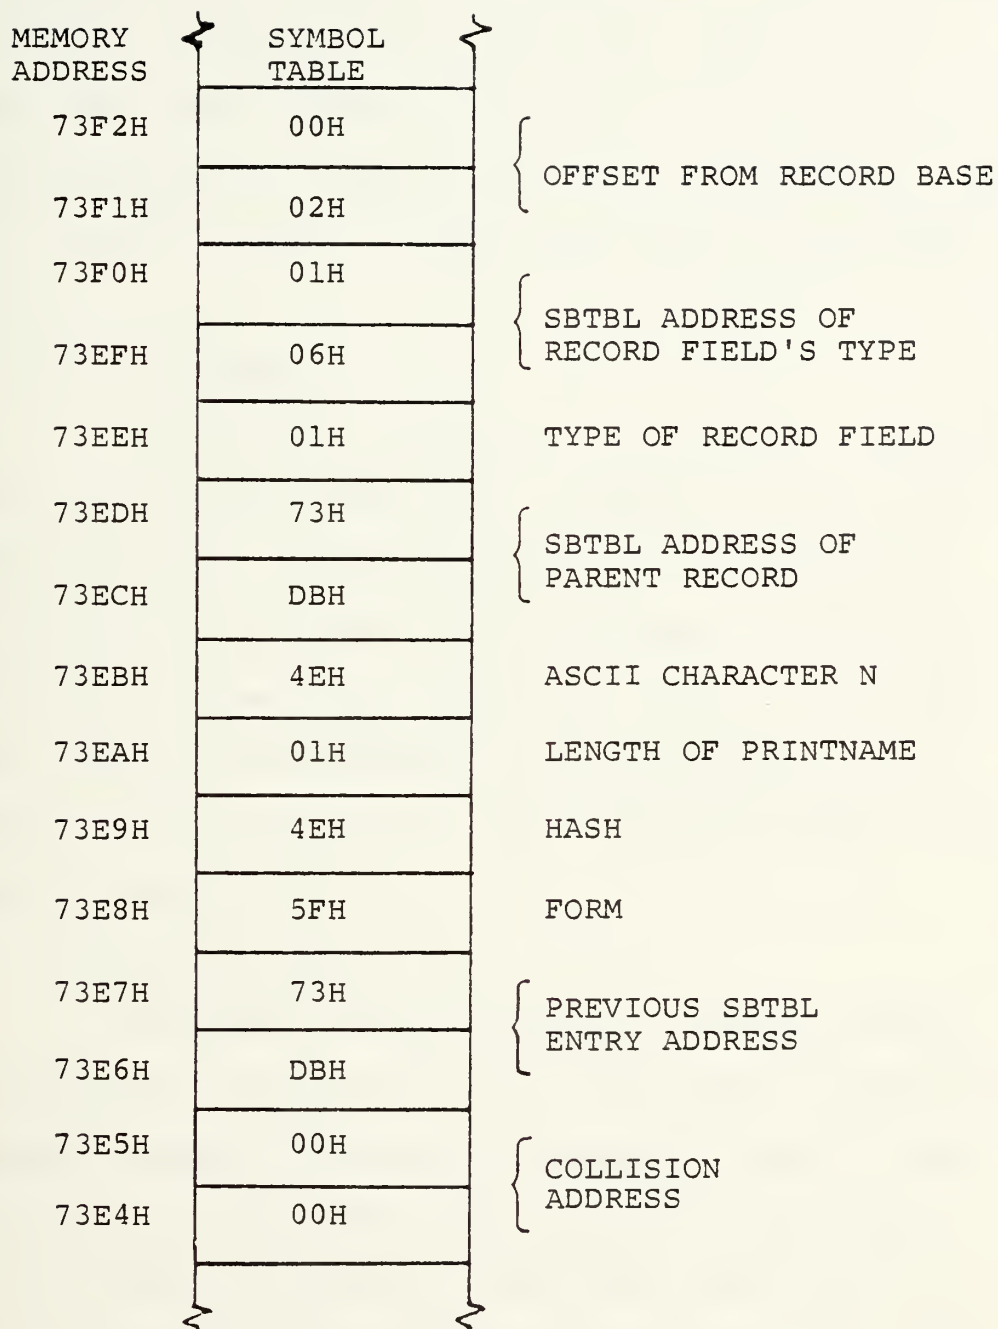 MEMORY ADDRESS
SYMBOL TABLE
73F2H 00H
OFFSET FROM RECORD BASE
73F1H 02H
73F0H 01H
SBTBL ADDRESS OF
RECORD FIELD'S TYPE
73EFH 06H
73EEH 01H TYPE OF RECORD FIELD
73EDH 73H
SBTBL ADDRESS OF
PARENT RECORD
73ECH DBH
73EBH 4EH ASCII CHARACTER N
73EAH 01H LENGTH OF PRINTNAME
73E9H 4EH HASH
73E8H 5FH FORM
73E7H 73H
PREVIOUS SBTBL
ENTRY ADDRESS
73E6H DBH
73E5H 00H
COLLISION
ADDRESS
73E4H 00H